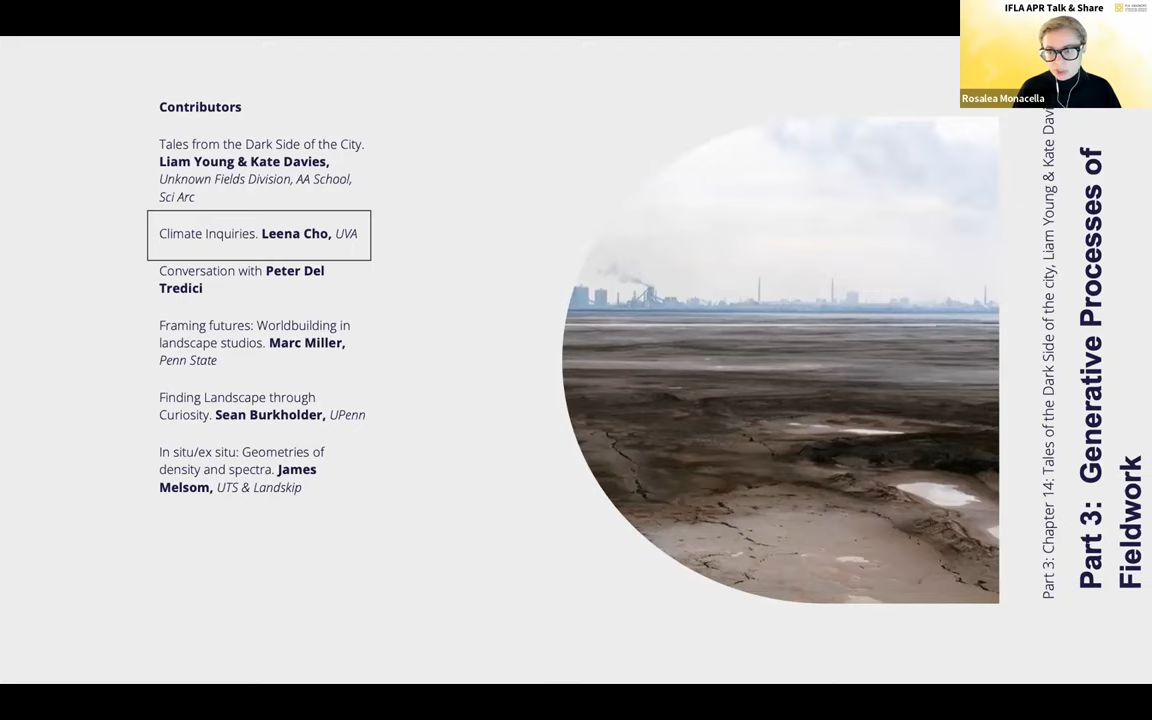 IFLA APR Talk & Share
Rosalea Monacella
Contributors
Tales from the Dark Side of the City.
Liam Young & Kate Davies,
Unknown Fields Division, AA School,
Sci Arc
Climate Inquiries. Leena Cho, UVA
Conversation with Peter Del
Tredici
Framing futures: Worldbuilding in
landscape studios. Marc Miller,
Penn State
Finding Landscape through
Curiosity. Sean Burkholder, UPenn
In situ/ex situ: Geometries of
density and spectra. James
Melsom, UTS & Landskip
Part 3: Chapter 14: Tales of the Dark Side of the city, Liam Young & Kate Davi
Part 3: Generative Processes of
Fieldwork